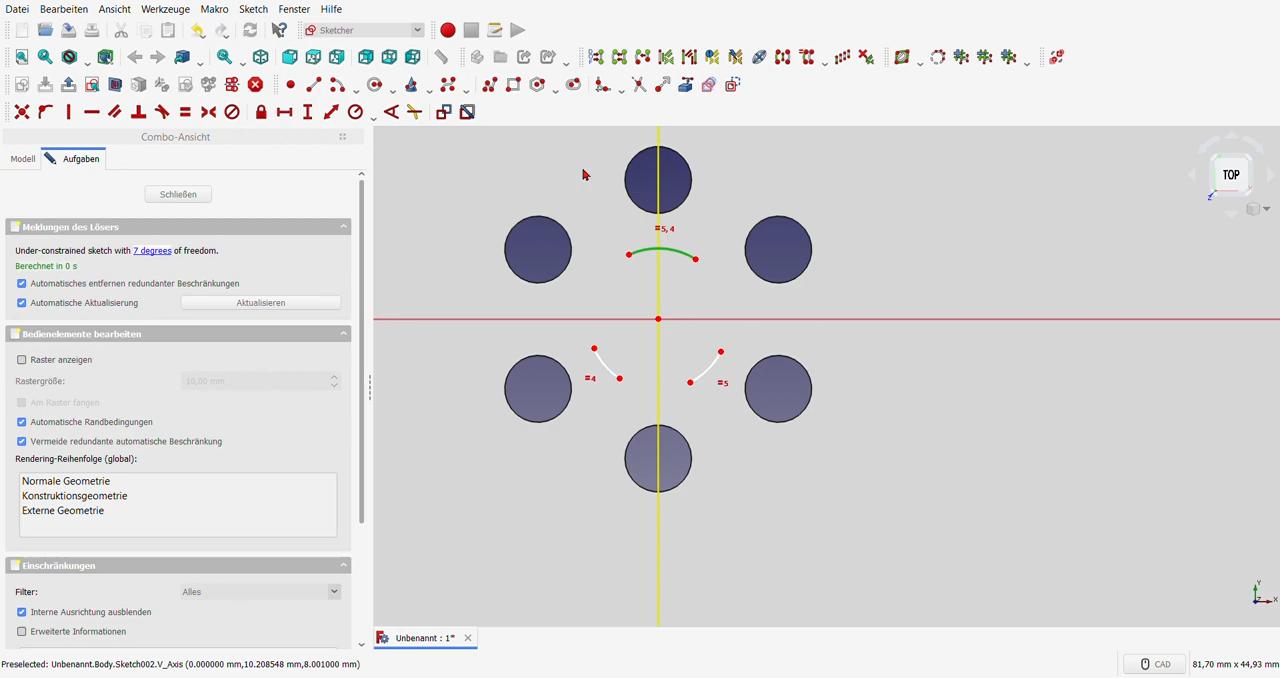 Datei Bearbeiten Ansicht Werkzeuge Makro Sketch Fenster Hilfe
Sketcher
Combo-Ansicht
Modell Aufgaben
Schließen
Meldungen des Lösers
Under-constrained sketch with 7 degrees of freedom.
Berechnet in 0 s
Automatisches entfernen redundanter Beschränkungen
Automatische Aktualisierung Aktualisieren
Bedienelemente bearbeiten
Raster anzeigen
Rastergröße: 10,00 mm
Am Raster fangen
Automatische Randbedingungen
Vermeide redundante automatische Beschränkung
Rendering-Reihenfolge (global):
Normale Geometrie
Konstruktionsgeometrie
Externe Geometrie
Einschränkungen
Filter: Alles
Interne Ausrichtung ausblenden
Erweiterte Informationen
=5, 4
=4
=5
TOP
Z
Y
X
Unbenannt : 1*
Preselected: Unbenannt.Body.Sketch002.V_Axis (0.000000 mm,10.208548 mm,8.001000 mm)
CAD
81,70 mm x 44,93 mm